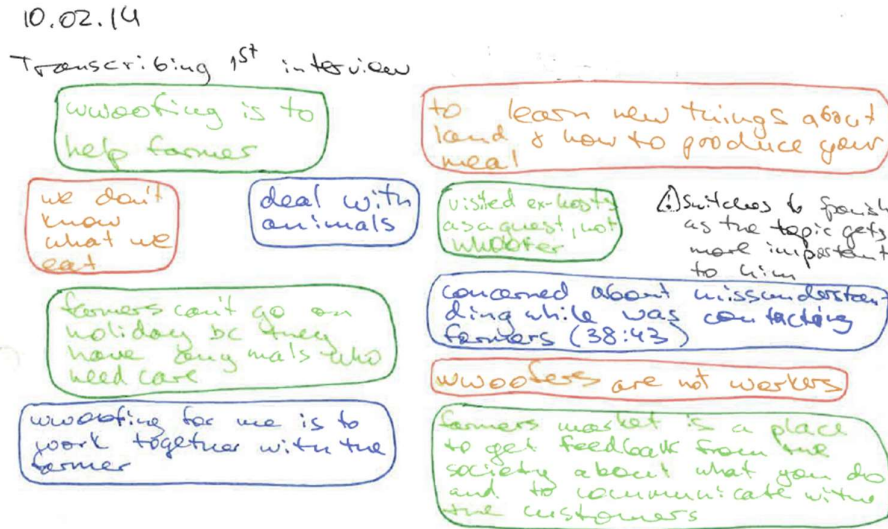 10.02.14
Transcribing 1st interview
wwoofing is to
help farmer
to learn new things about
land & how to produce your
meal
we don't
know
what we
eat
deal with
animals
visited ex-hosts
as a guest, not
wwoofer
⚠ Switches to spanish
as the topic gets
more important
to him
farmers can't go on
holiday bc they
have anymals who
need care
concerned about missunderstan
ding while was contacting
farmers (38:43)
wwoofers are not workers
wwoofing for me is to
work together with the
farmer
farmers market is a place
to get feedback from the
society about what you do
and to communicate with
the customers